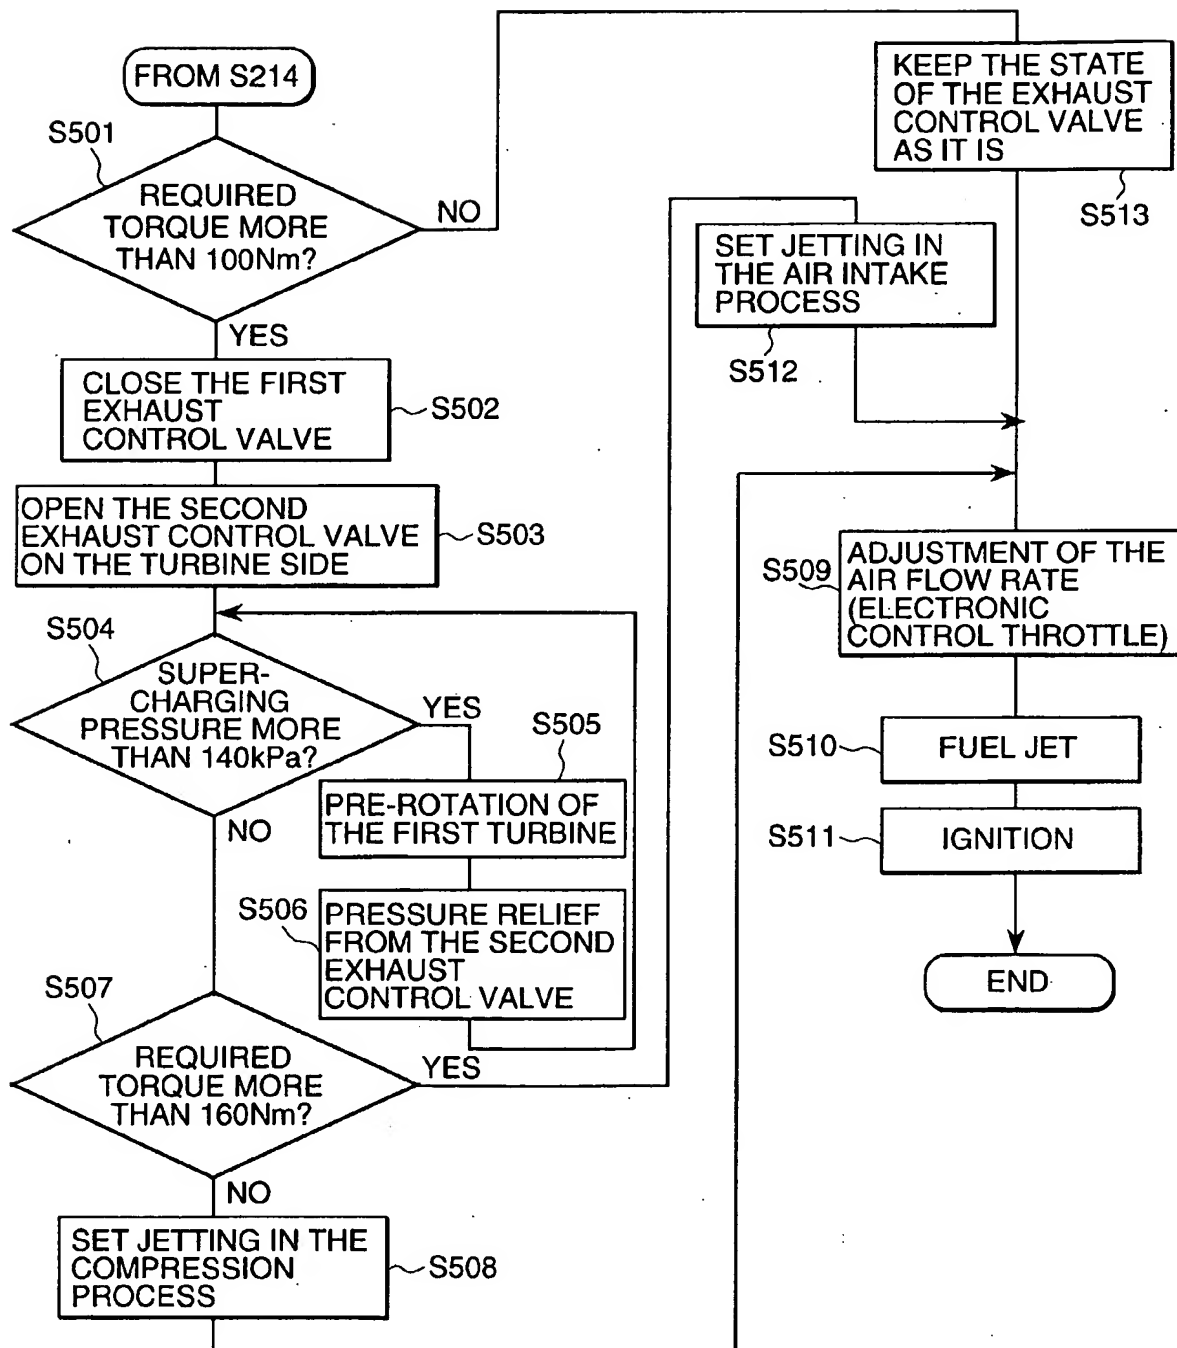 FROM S214
S501
REQUIRED
TORQUE MORE
THAN 100Nm?
NO
YES
CLOSE THE FIRST
EXHAUST
CONTROL VALVE
S502
OPEN THE SECOND
EXHAUST CONTROL VALVE
ON THE TURBINE SIDE
S503
S504
SUPER-
CHARGING
PRESSURE MORE
THAN 140kPa?
YES
NO
S505
PRE-ROTATION OF
THE FIRST TURBINE
S506
PRESSURE RELIEF
FROM THE SECOND
EXHAUST
CONTROL VALVE
S507
REQUIRED
TORQUE MORE
THAN 160Nm?
YES
NO
SET JETTING IN THE
COMPRESSION
PROCESS
S508
SET JETTING IN
THE AIR INTAKE
PROCESS
S512
KEEP THE STATE
OF THE EXHAUST
CONTROL VALVE
AS IT IS
S513
S509
ADJUSTMENT OF THE
AIR FLOW RATE
(ELECTRONIC
CONTROL THROTTLE)
S510
FUEL JET
S511
IGNITION
END